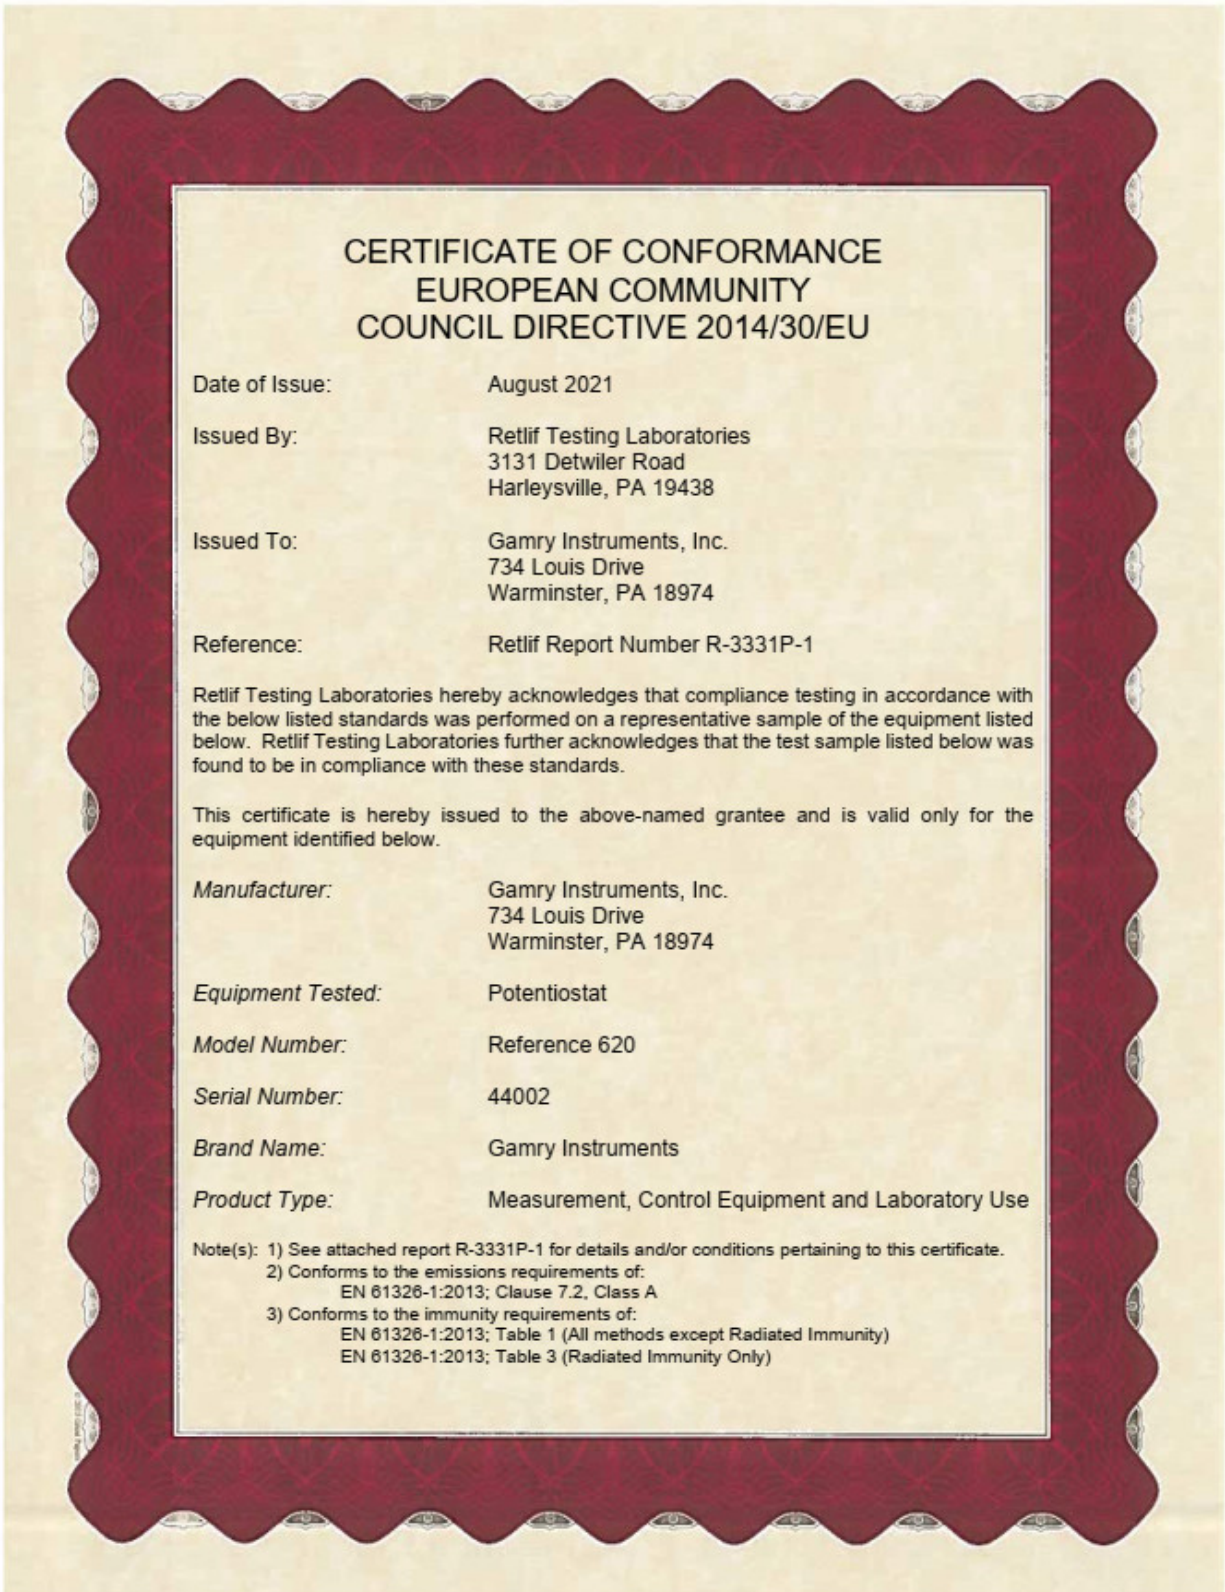 CERTIFICATE OF CONFORMANCE
EUROPEAN COMMUNITY
COUNCIL DIRECTIVE 2014/30/EU
Date of Issue: August 2021
Issued By: Retlif Testing Laboratories
3131 Detwiler Road
Harleysville, PA 19438
Issued To: Gamry Instruments, Inc.
734 Louis Drive
Warminster, PA 18974
Reference: Retlif Report Number R-3331P-1
Retlif Testing Laboratories hereby acknowledges that compliance testing in accordance with
the below listed standards was performed on a representative sample of the equipment listed
below. Retlif Testing Laboratories further acknowledges that the test sample listed below was
found to be in compliance with these standards.
This certificate is hereby issued to the above-named grantee and is valid only for the
equipment identified below.
Manufacturer: Gamry Instruments, Inc.
734 Louis Drive
Warminster, PA 18974
Equipment Tested: Potentiostat
Model Number: Reference 620
Serial Number: 44002
Brand Name: Gamry Instruments
Product Type: Measurement, Control Equipment and Laboratory Use
Note(s): 1) See attached report R-3331P-1 for details and/or conditions pertaining to this certificate.
2) Conforms to the emissions requirements of:
EN 61326-1:2013; Clause 7.2, Class A
3) Conforms to the immunity requirements of:
EN 61326-1:2013; Table 1 (All methods except Radiated Immunity)
EN 61326-1:2013; Table 3 (Radiated Immunity Only)